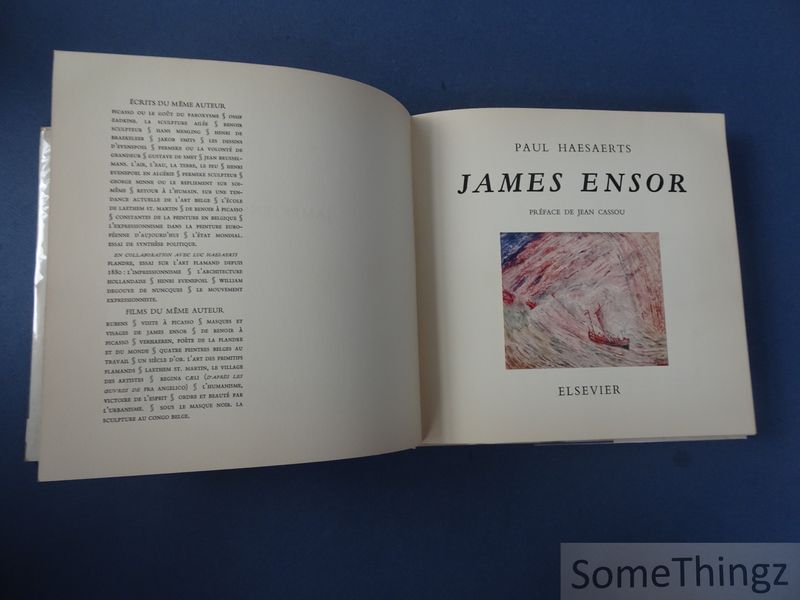 ÉCRITS DU MÊME AUTEUR
PICASSO OU LE GOÛT DU PAROXYSME § OSSIP
ZADKINE. LA SCULPTURE AILÉE § RENOIR
SCULPTEUR § HANS MEMLING § HENRI DE
BRAEKELEER § JAKOB SMITS § LES DESSINS
D'EVENEPOEL § PERMEKE OU LA VOLONTÉ DE
GRANDEUR § GUSTAVE DE SMET § JEAN BRUSSEL-
MANS. L'AIR, L'EAU, LA TERRE, LE FEU § HENRI
EVENEPOEL EN ALGÉRIE § PERMEKE SCULPTEUR §
GEORGE MINNE OU LE REPLIEMENT SUR SOI-
MÊME § RETOUR À L'HUMAIN. SUR UNE TEN-
DANCE ACTUELLE DE L'ART BELGE § L'ÉCOLE
DE LAETHEM ST. MARTIN § DE RENOIR À PICASSO
§ CONSTANTES DE LA PEINTURE EN BELGIQUE §
L'EXPRESSIONNISME DANS LA PEINTURE EURO-
PÉENNE D'AUJOURD'HUI § L'ÉTAT MONDIAL.
ESSAI DE SYNTHÈSE POLITIQUE.
EN COLLABORATION AVEC LUC HAESAERTS
FLANDRE, ESSAI SUR L'ART FLAMAND DEPUIS
1880 : L'IMPRESSIONNISME § L'ARCHITECTURE
HOLLANDAISE § HENRI EVENEPOEL § WILLIAM
DEGOUVE DE NUNCQUES § LE MOUVEMENT
EXPRESSIONNISTE.
FILMS DU MÊME AUTEUR
RUBENS § VISITE À PICASSO § MASQUES ET
VISAGES DE JAMES ENSOR § DE RENOIR À
PICASSO § VERHAEREN, POÈTE DE LA FLANDRE
ET DU MONDE § QUATRE PEINTRES BELGES AU
TRAVAIL § UN SIÈCLE D'OR. L'ART DES PRIMITIFS
FLAMANDS § LAETHEM ST. MARTIN, LE VILLAGE
DES ARTISTES § REGINA CÆLI (D'APRÈS LES
ŒUVRES DE FRA ANGELICO) § L'HUMANISME,
VICTOIRE DE L'ESPRIT § ORDRE ET BEAUTÉ PAR
L'URBANISME. § SOUS LE MASQUE NOIR. LA
SCULPTURE AU CONGO BELGE.
PAUL HAESAERTS
JAMES ENSOR
PRÉFACE DE JEAN CASSOU
ELSEVIER
SomeThingz